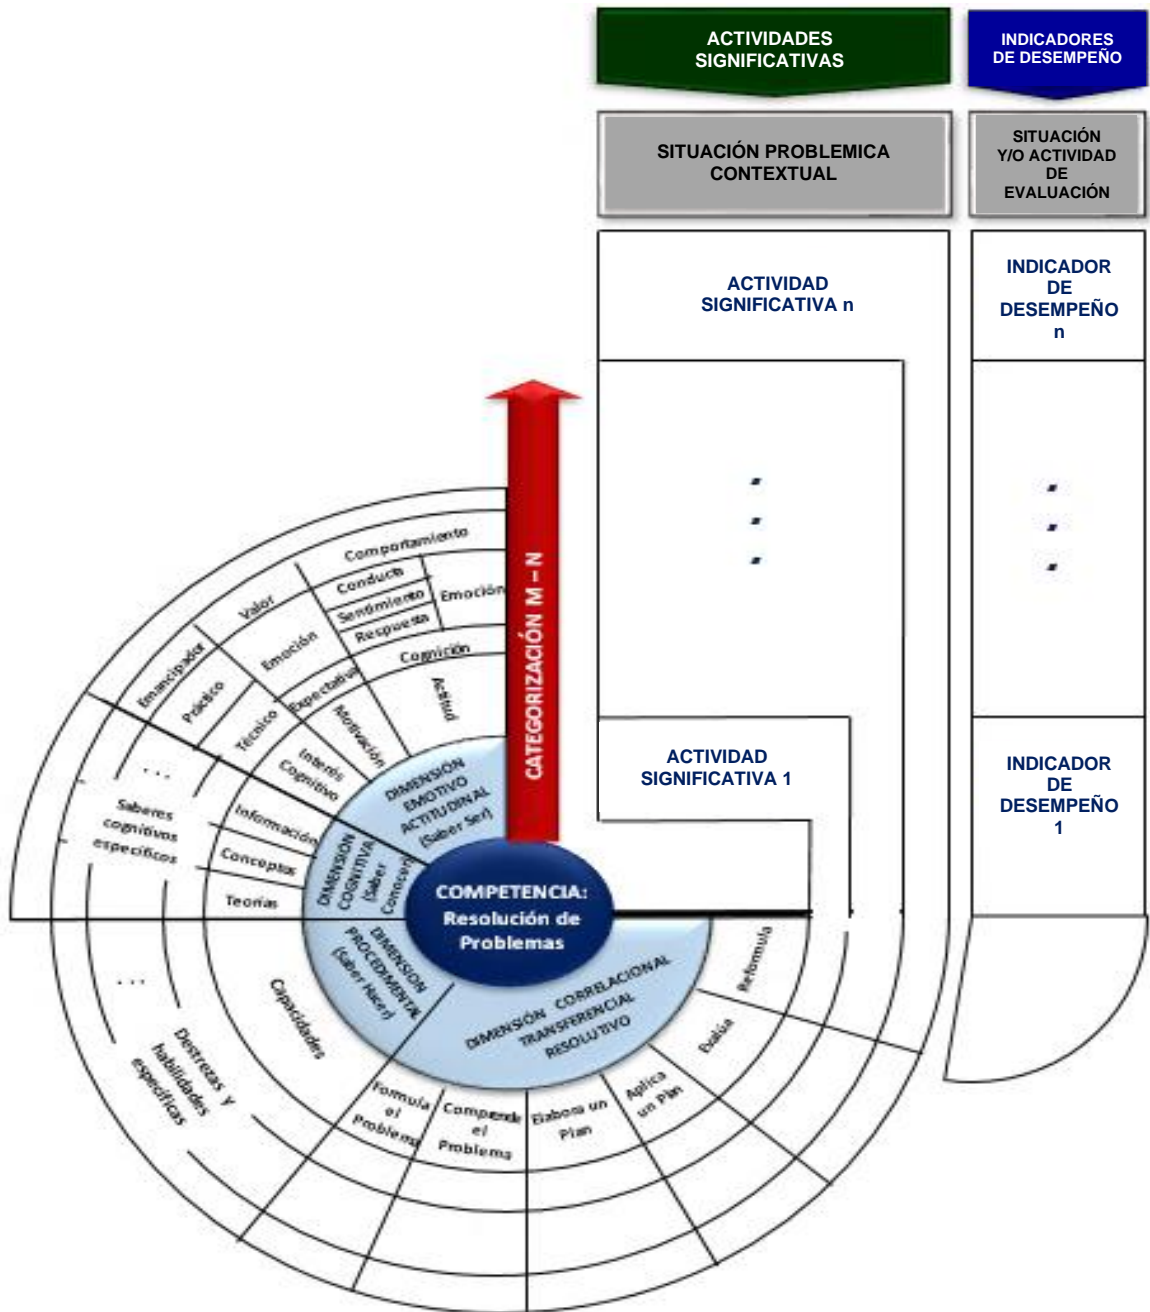 ACTIVIDADES
SIGNIFICATIVAS
INDICADORES
DE DESEMPEÑO
SITUACIÓN PROBLEMICA
CONTEXTUAL
SITUACIÓN
Y/O ACTIVIDAD
DE
EVALUACIÓN
ACTIVIDAD
SIGNIFICATIVA n
INDICADOR
DE
DESEMPEÑO
n
ACTIVIDAD
SIGNIFICATIVA 1
INDICADOR
DE
DESEMPEÑO
1
CATEGORIZACIÓN M – N
Comportamiento
Conducta
Sentimiento
Respuesta
Emoción
Cognición
Actitud
Valor
Emoción
Expectativa
Motivación
Emancipador
Práctico
Técnico
Interés
Cognitivo
DIMENSIÓN
EMOTIVO
ACTITUDINAL
(Saber Ser)
. . .
Saberes
cognitivos
específicos
Información
Conceptos
Teorías
DIMENSION
COGNITIVA
(Saber
Conocer)
COMPETENCIA:
Resolución de
Problemas
DIMENSION
PROCEDIMENTAL
(Saber Hacer)
Capacidades
. . .
Destrezas y
habilidades
específicas
DIMENSIÓN CORRELACIONAL
TRANSFERENCIAL
RESOLUTIVO
Formula
el
Problema
Comprende
el
Problema
Elabora un
Plan
Aplica
un Plan
Evalúa
Reformula